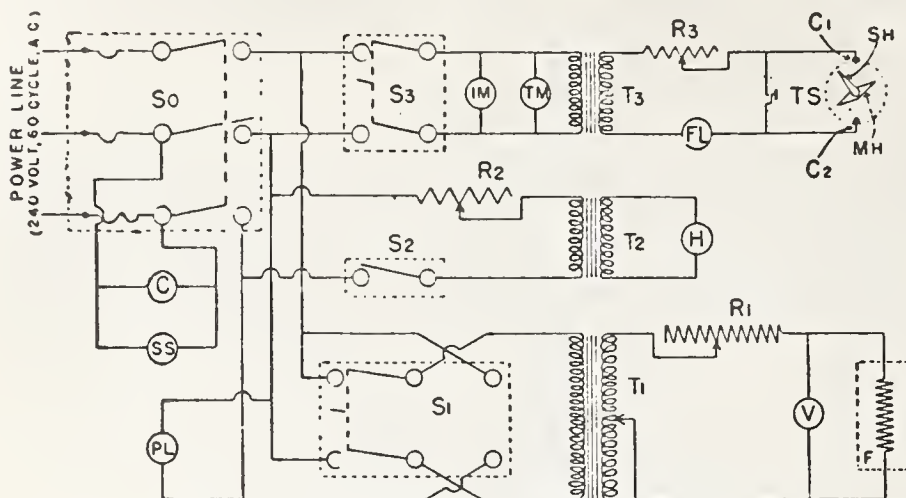 POWER LINE
(240 VOLT, 60 CYCLE, A C)
S0
S3
IM
TM
T3
R3
FL
C1
SH
TS
MH
C2
R2
S2
T2
H
C
SS
PL
S1
T1
R1
V
F